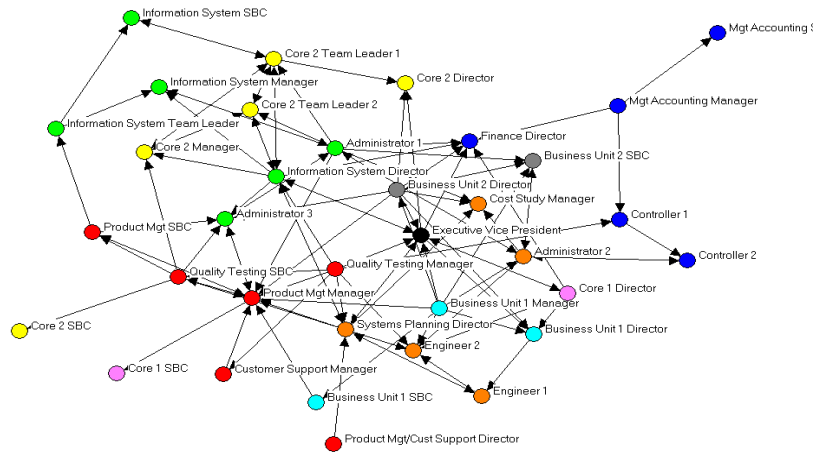 Information System SBC
Mgt Accounting S
Core 2 Team Leader 1
Information System Manager
Core 2 Director
Core 2 Team Leader 2
Mgt Accounting Manager
Information System Team Leader
Administrator 1
Finance Director
Core 2 Manager
Business Unit 2 SBC
Information System Director
Business Unit 2 Director
Cost Study Manager
Product Mgt SBC
Administrator 3
Controller 1
Executive Vice President
Administrator 2
Controller 2
Quality Testing SBC
Quality Testing Manager
Product Mgt Manager
Core 1 Director
Business Unit 1 Manager
Core 2 SBC
Systems Planning Director
Business Unit 1 Director
Engineer 2
Core 1 SBC
Customer Support Manager
Business Unit 1 SBC
Engineer 1
Product Mgt/Cust Support Director